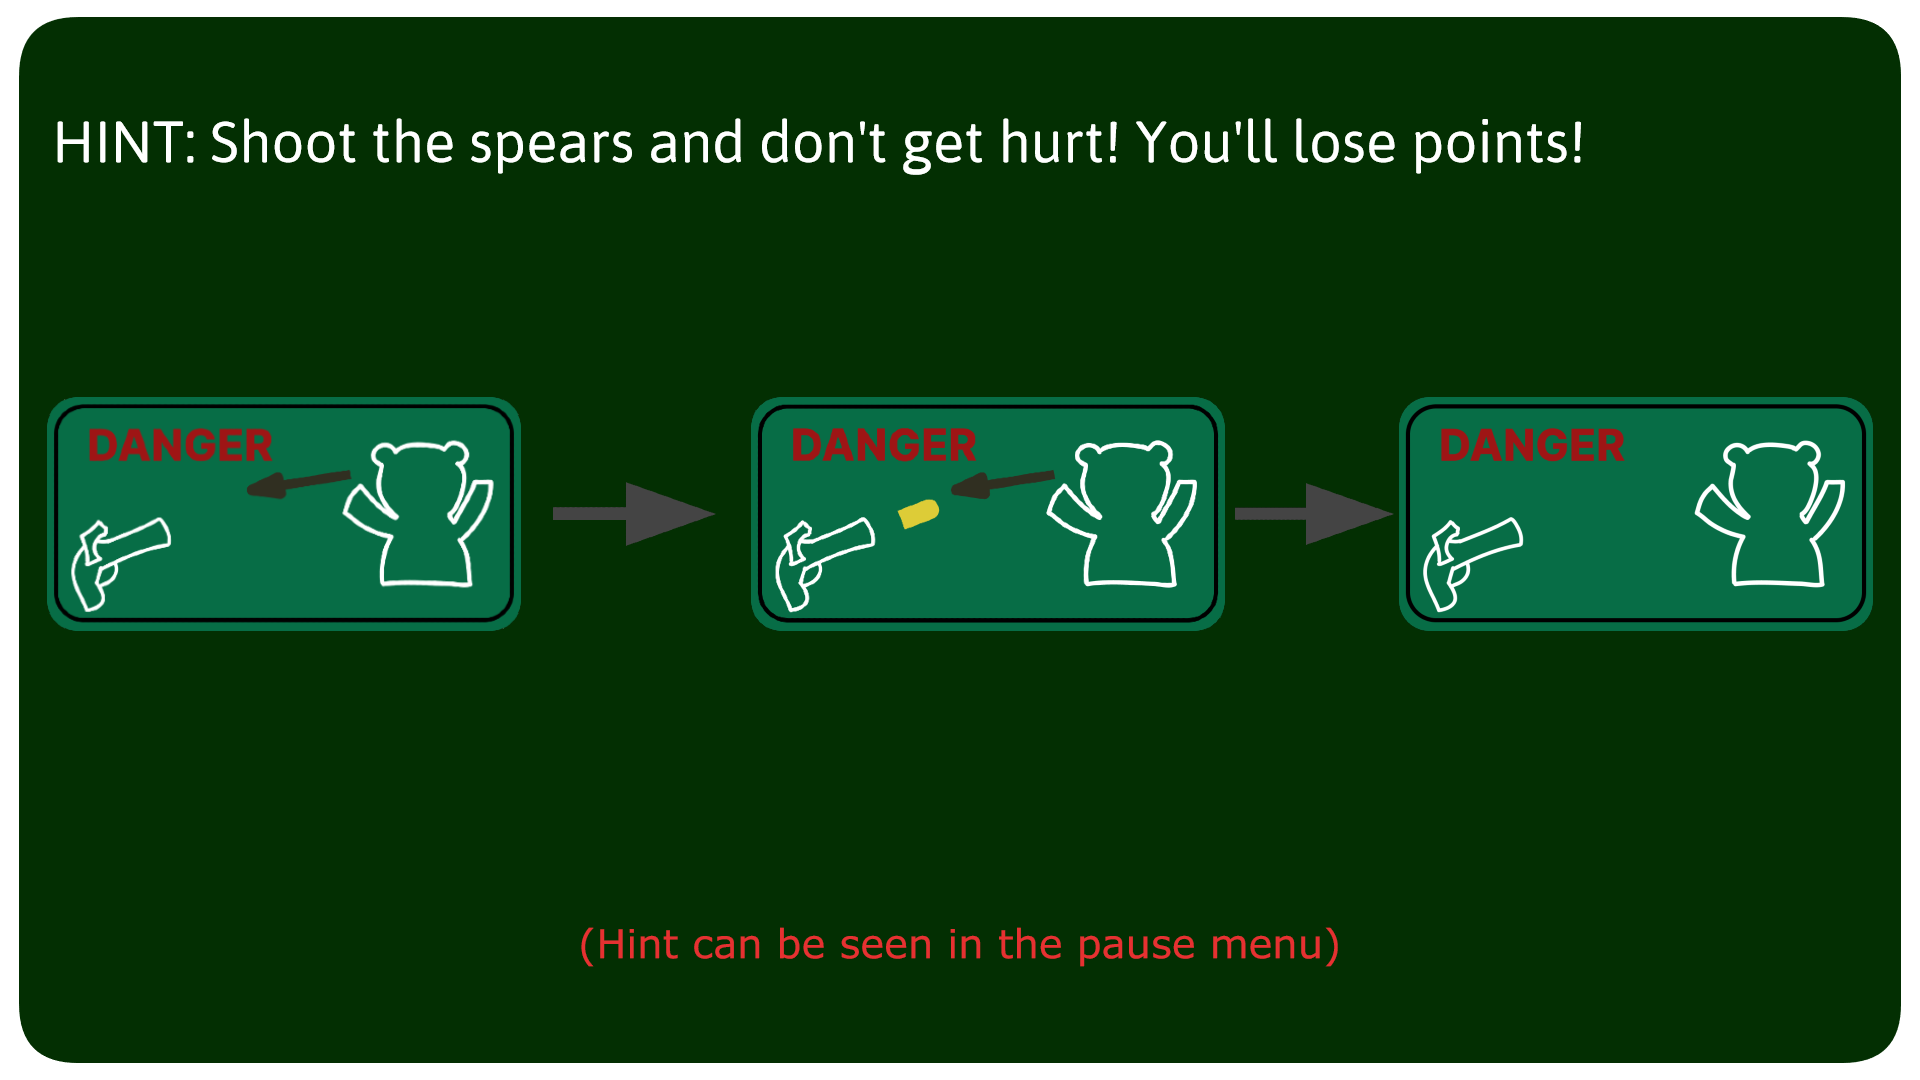 HINT: Shoot the spears and don't get hurt! You'll lose points!
DANGER
DANGER
DANGER
(Hint can be seen in the pause menu)